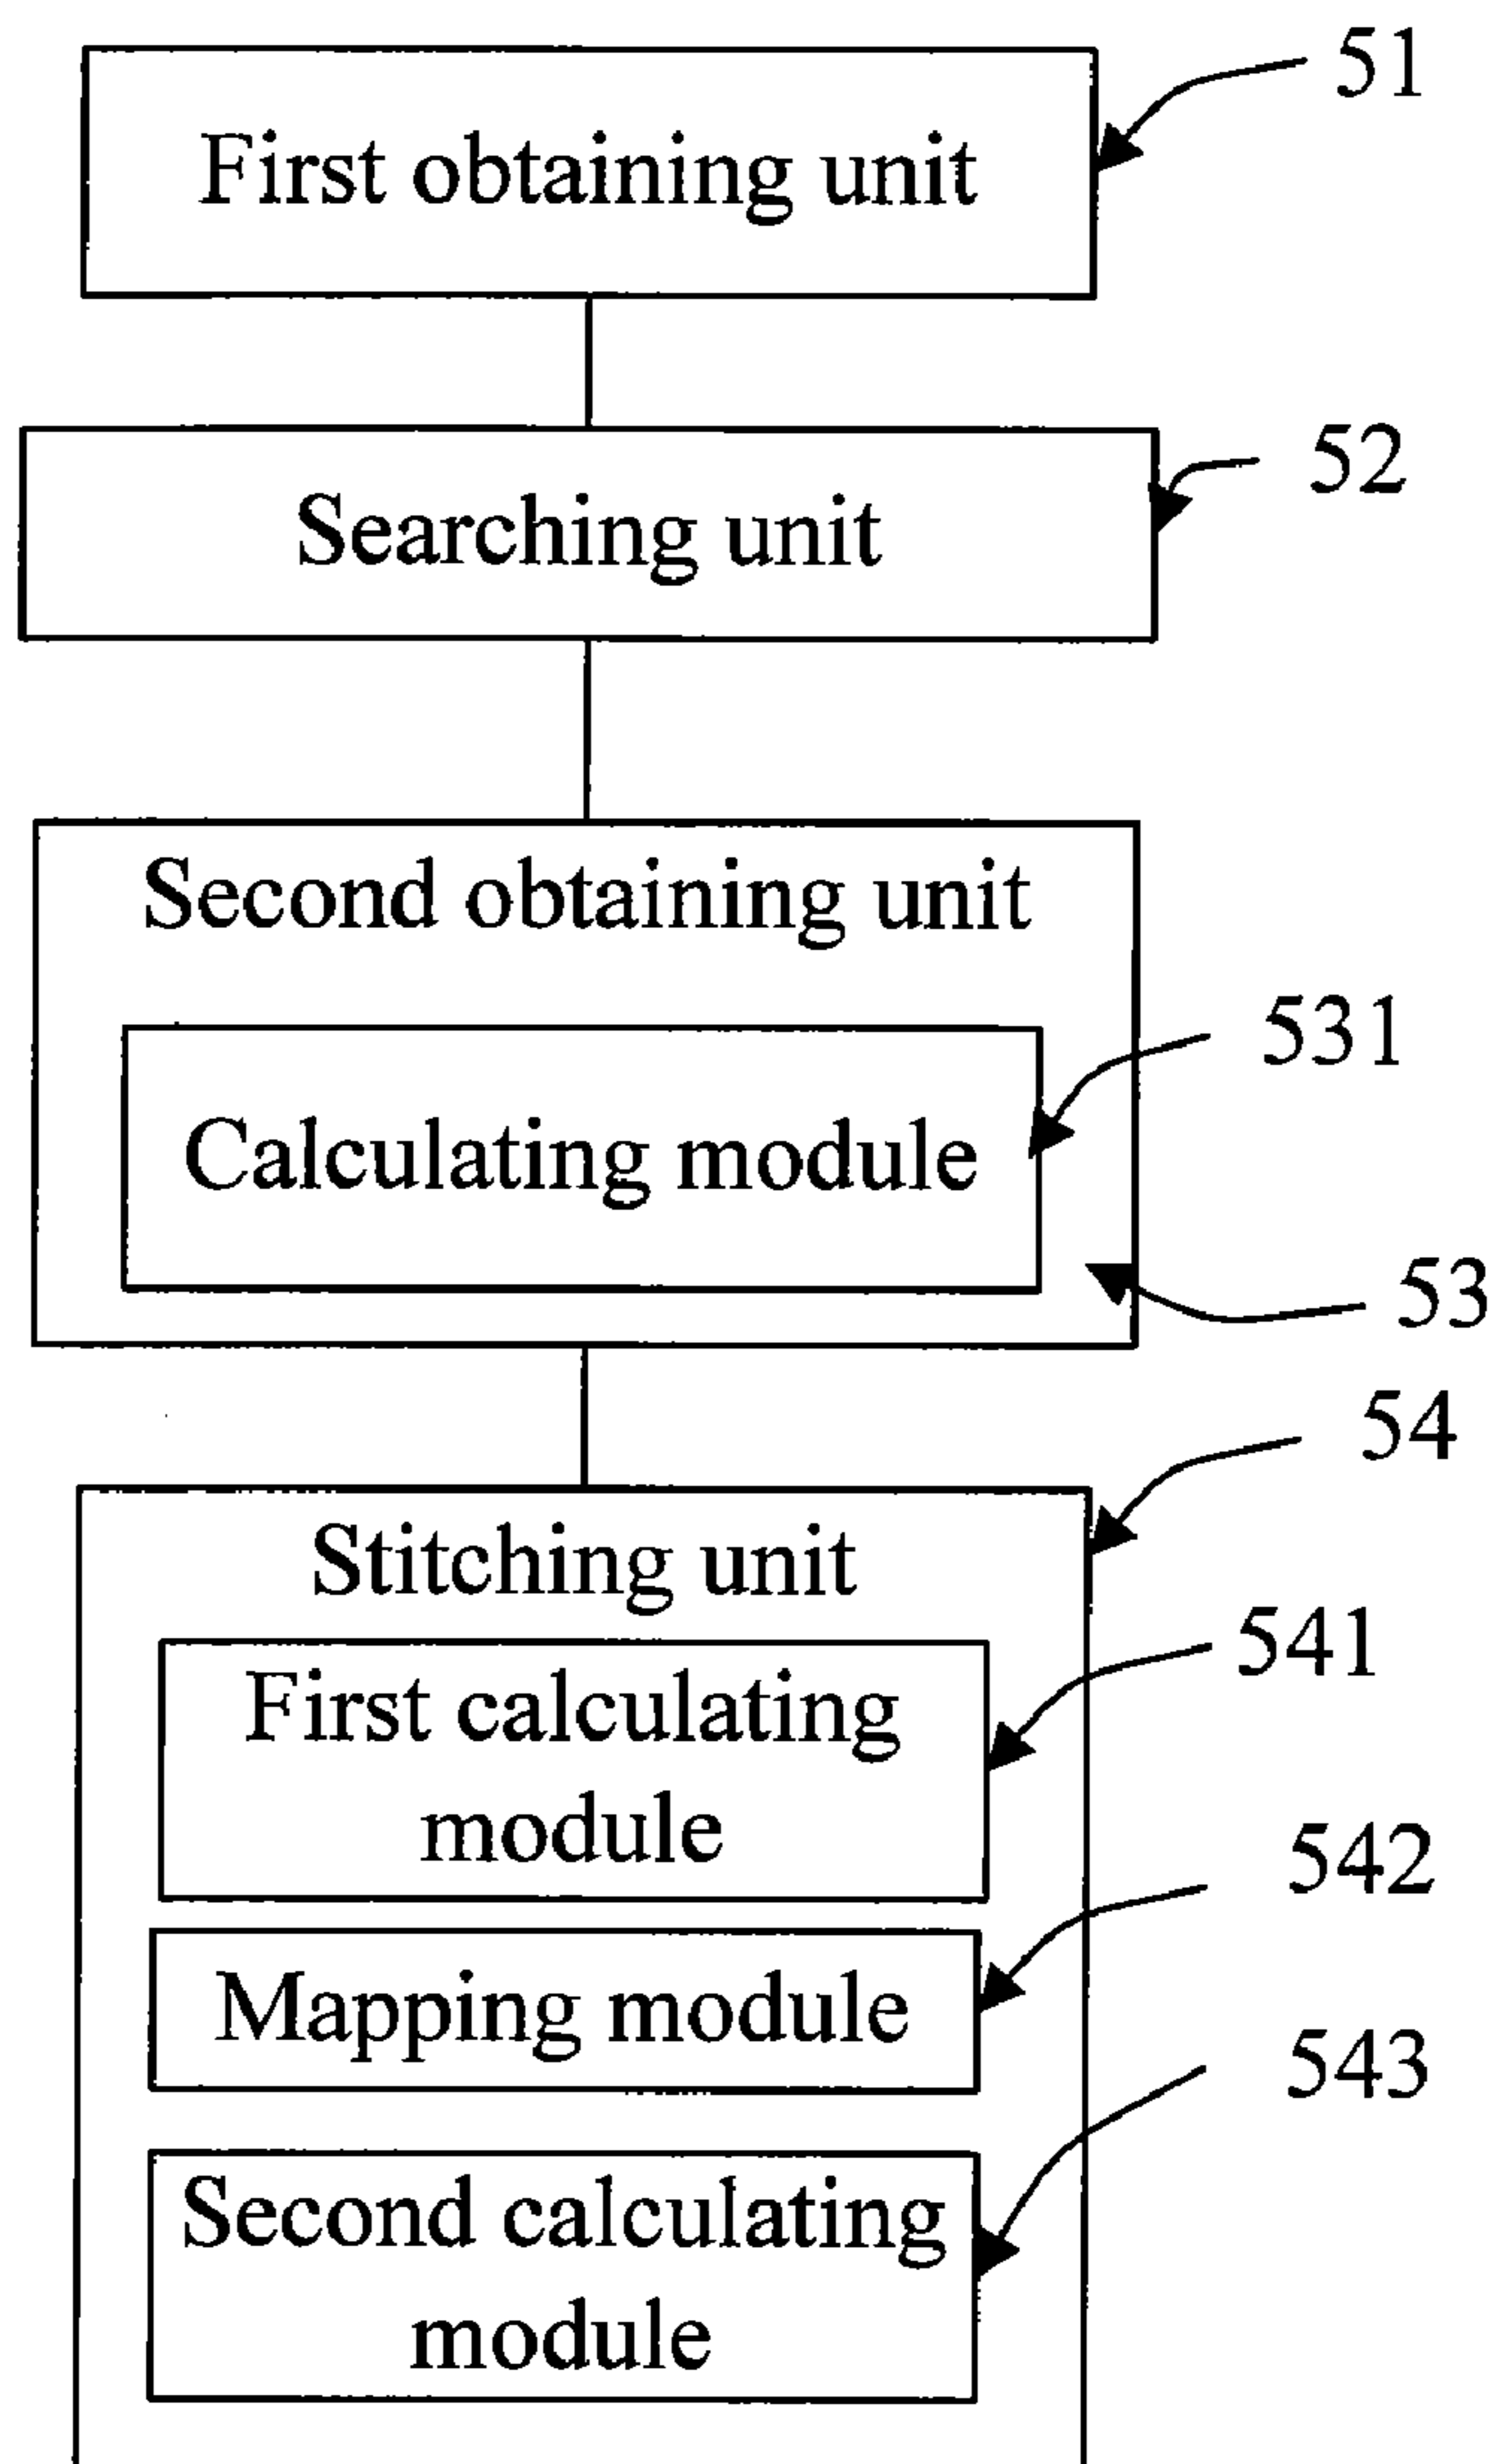 51
First obtaining unit
52
Searching unit
Second obtaining unit
531
Calculating module
53
54
Stitching unit
541
First calculating
module
542
Mapping module
543
Second calculating
module